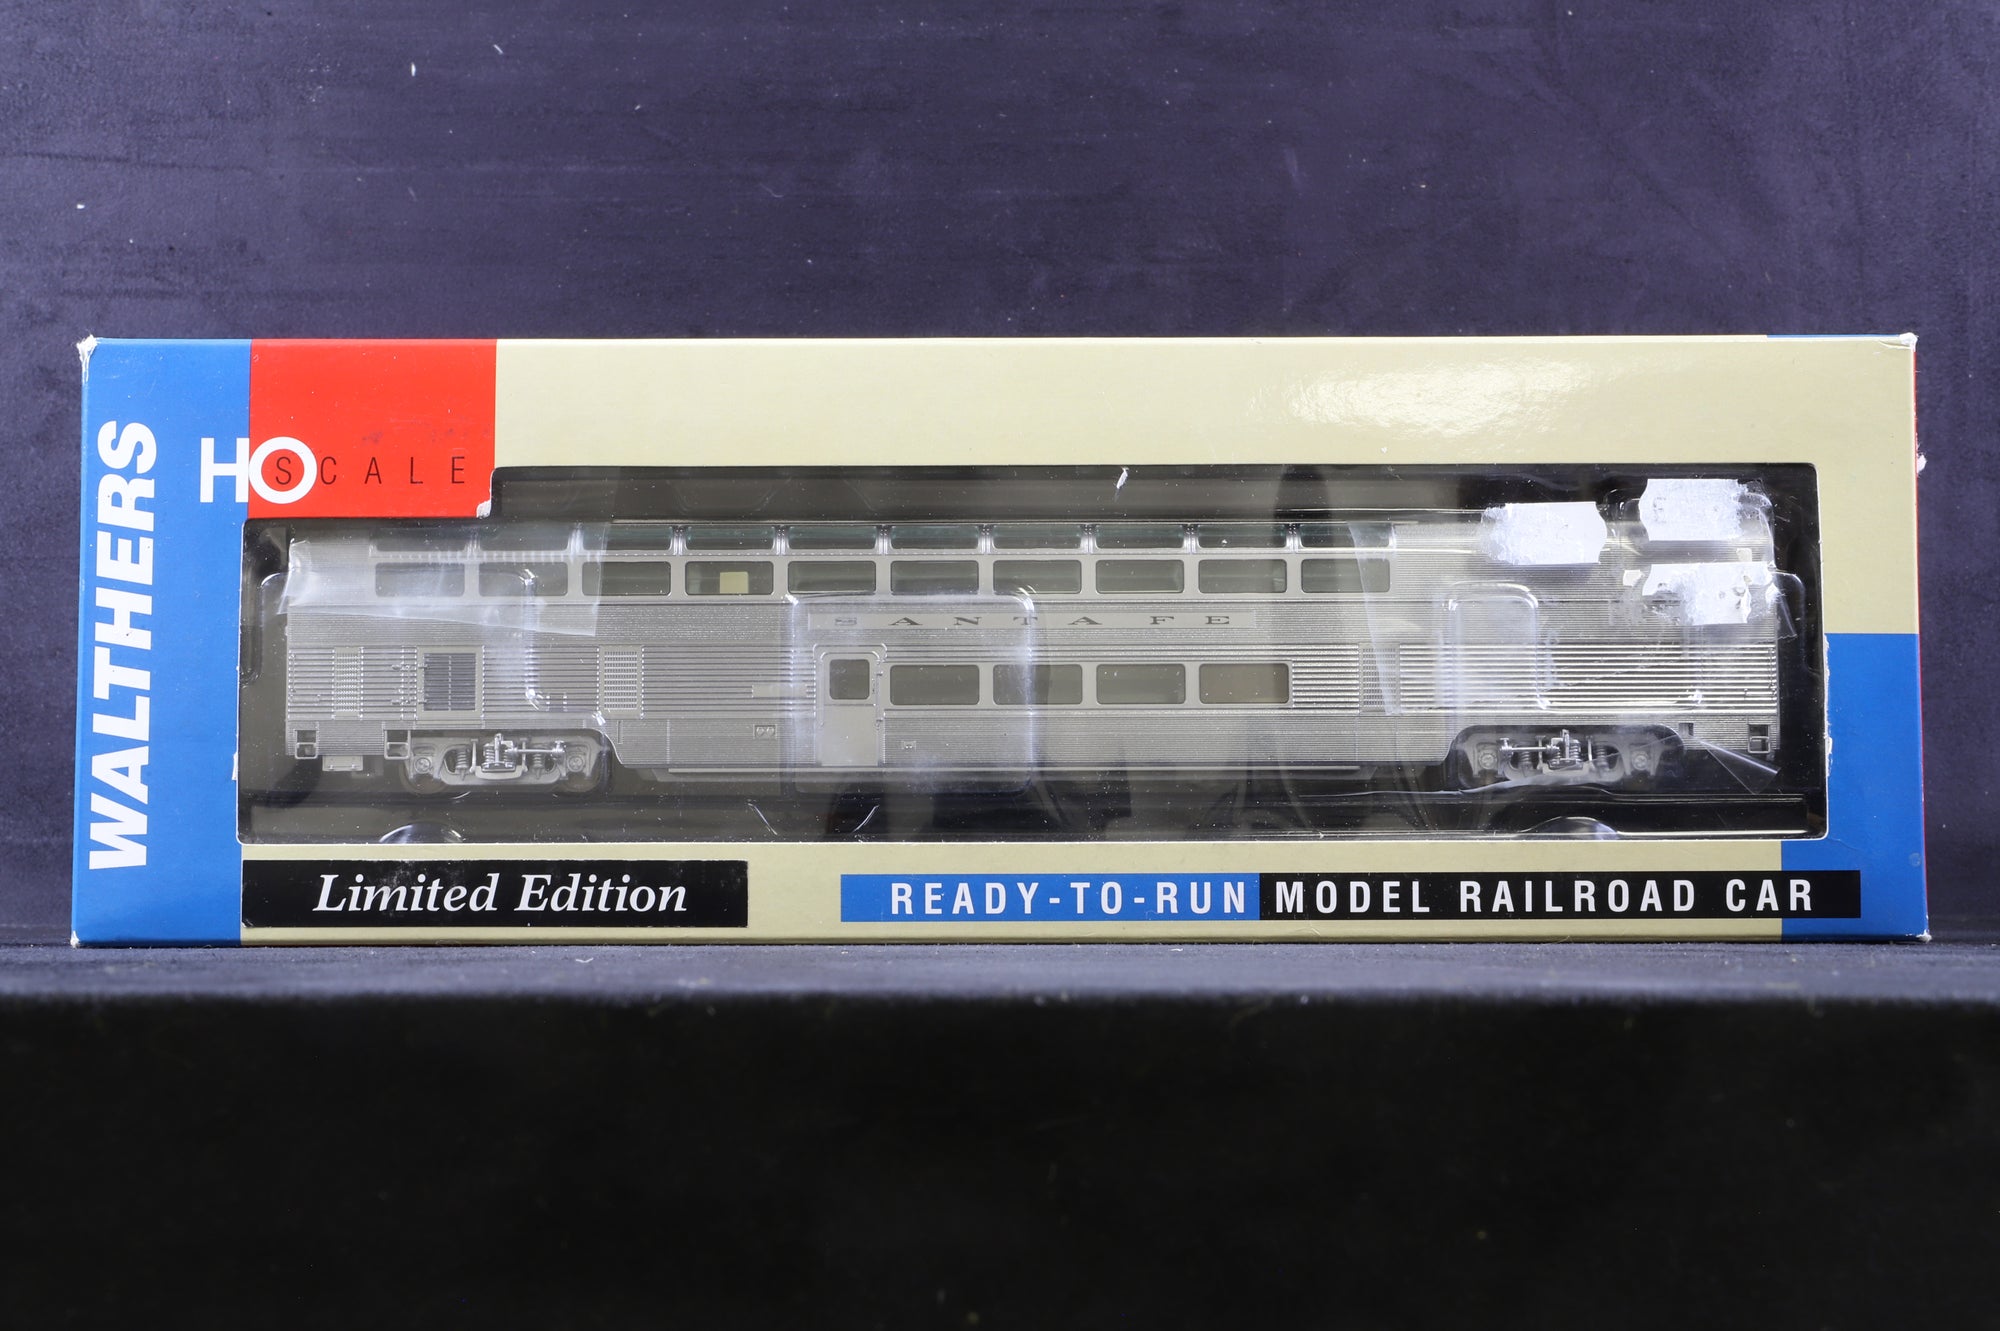 WALTHERS
HO SCALE
SANTA FE
Limited Edition
READY-TO-RUN MODEL RAILROAD CAR